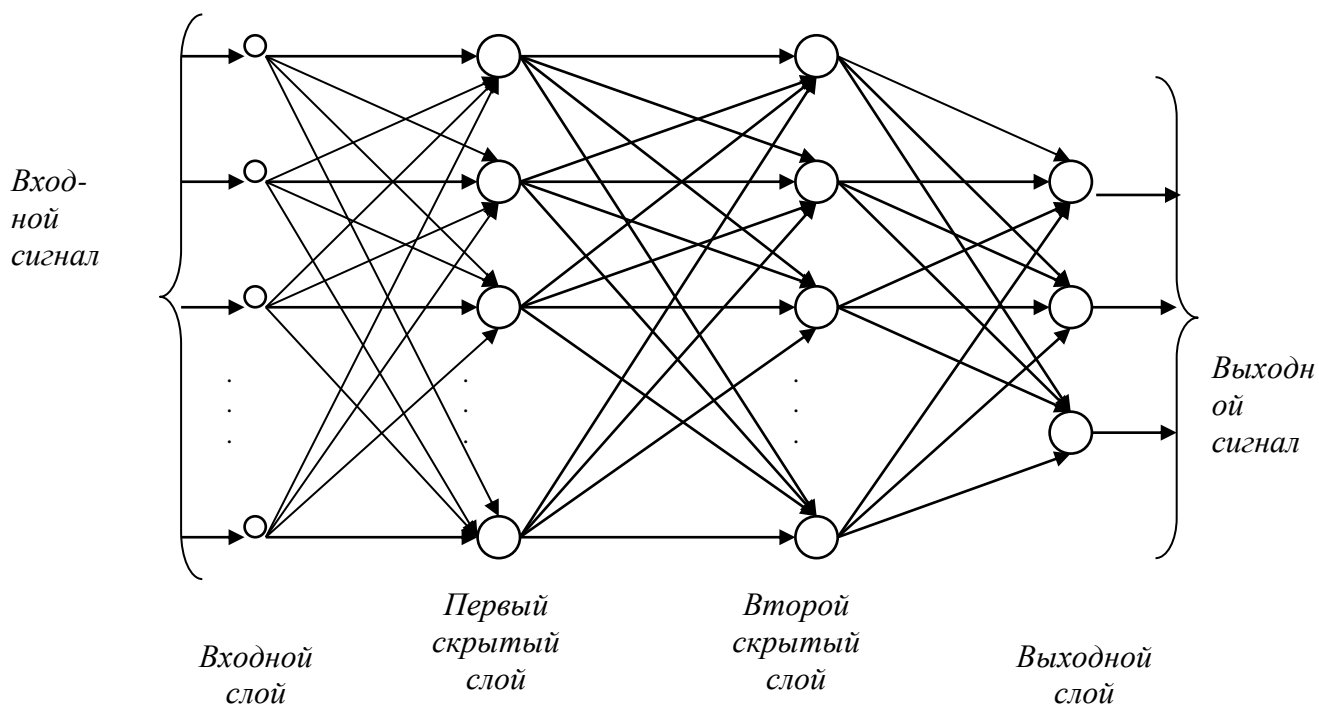 Вход-
ной
сигнал
Выходн
ой
сигнал
Первый
скрытый
слой
Второй
скрытый
слой
Входной
слой
Выходной
слой